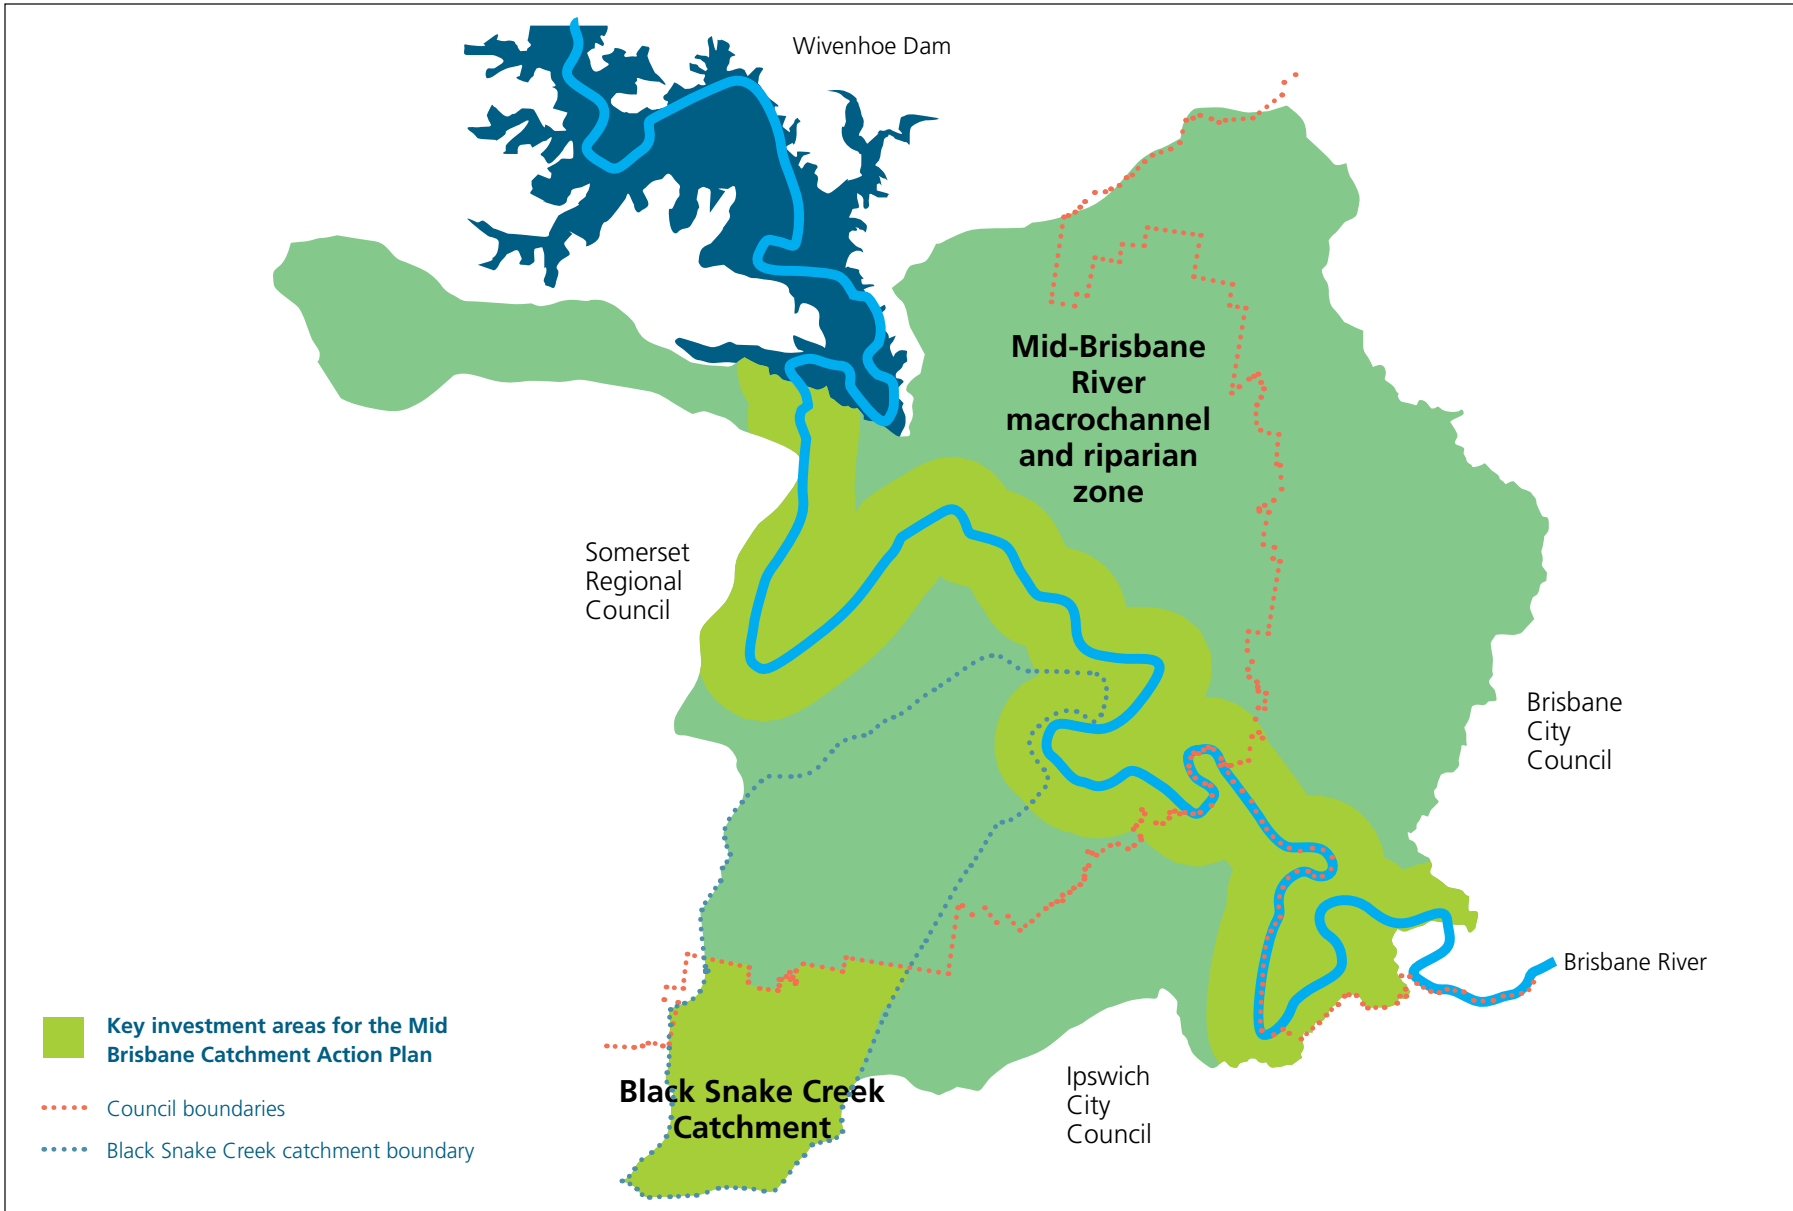 Wivenhoe Dam
Mid-Brisbane
River
macrochannel
and riparian
zone
Somerset
Regional
Council
Brisbane
City
Council
Brisbane River
Key investment areas for the Mid
Brisbane Catchment Action Plan
Council boundaries
Black Snake Creek catchment boundary
Black Snake Creek
Catchment
Ipswich
City
Council